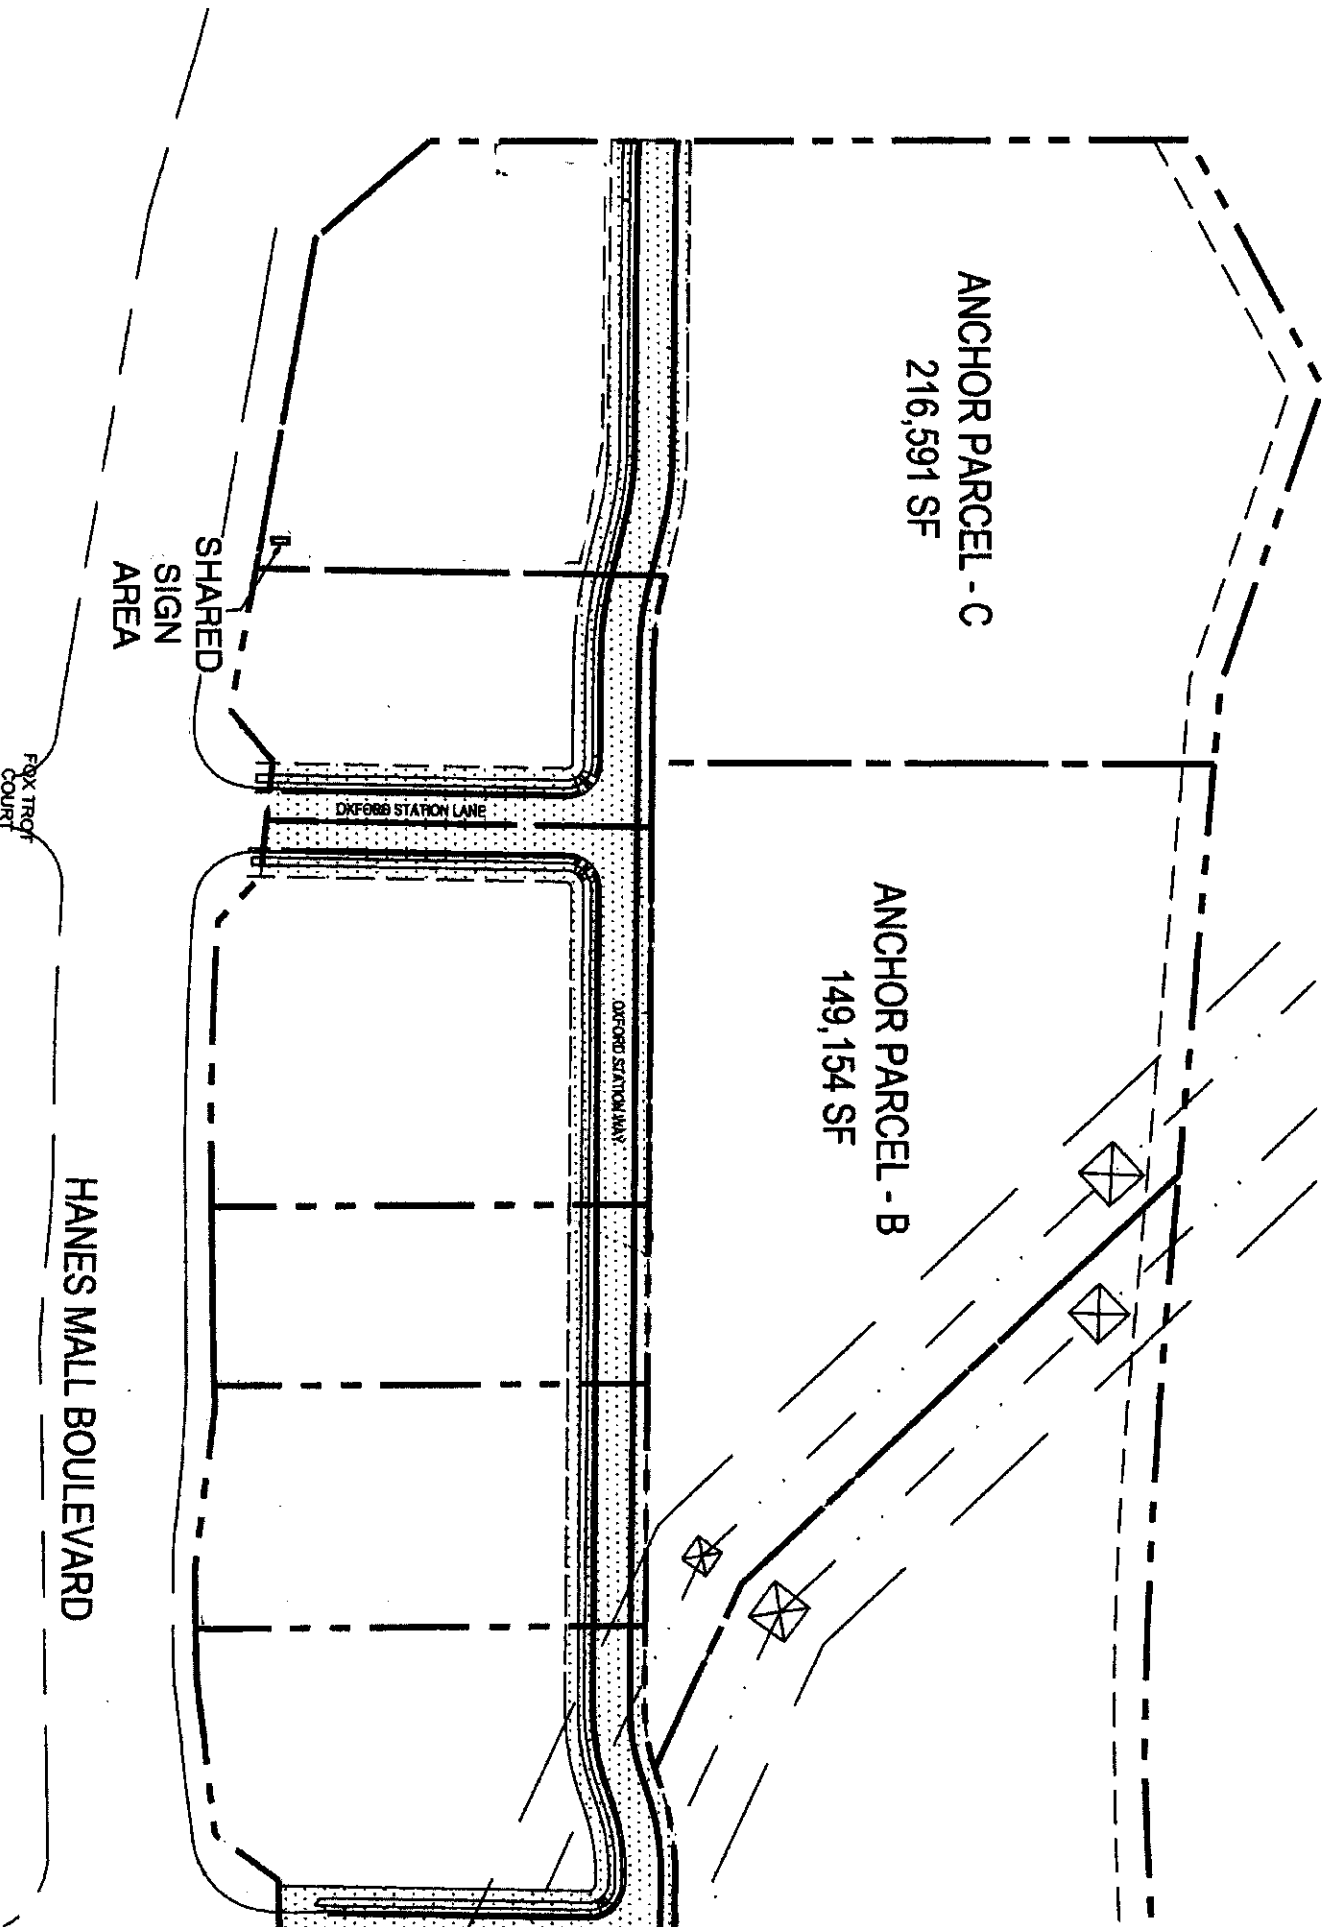 ANCHOR PARCEL - C
216,591 SF
ANCHOR PARCEL - B
149,154 SF
SHARED
SIGN
AREA
OXFORD STATION LANE
OXFORD STATION WAY
FOX TROT
COURT
HANES MALL BOULEVARD